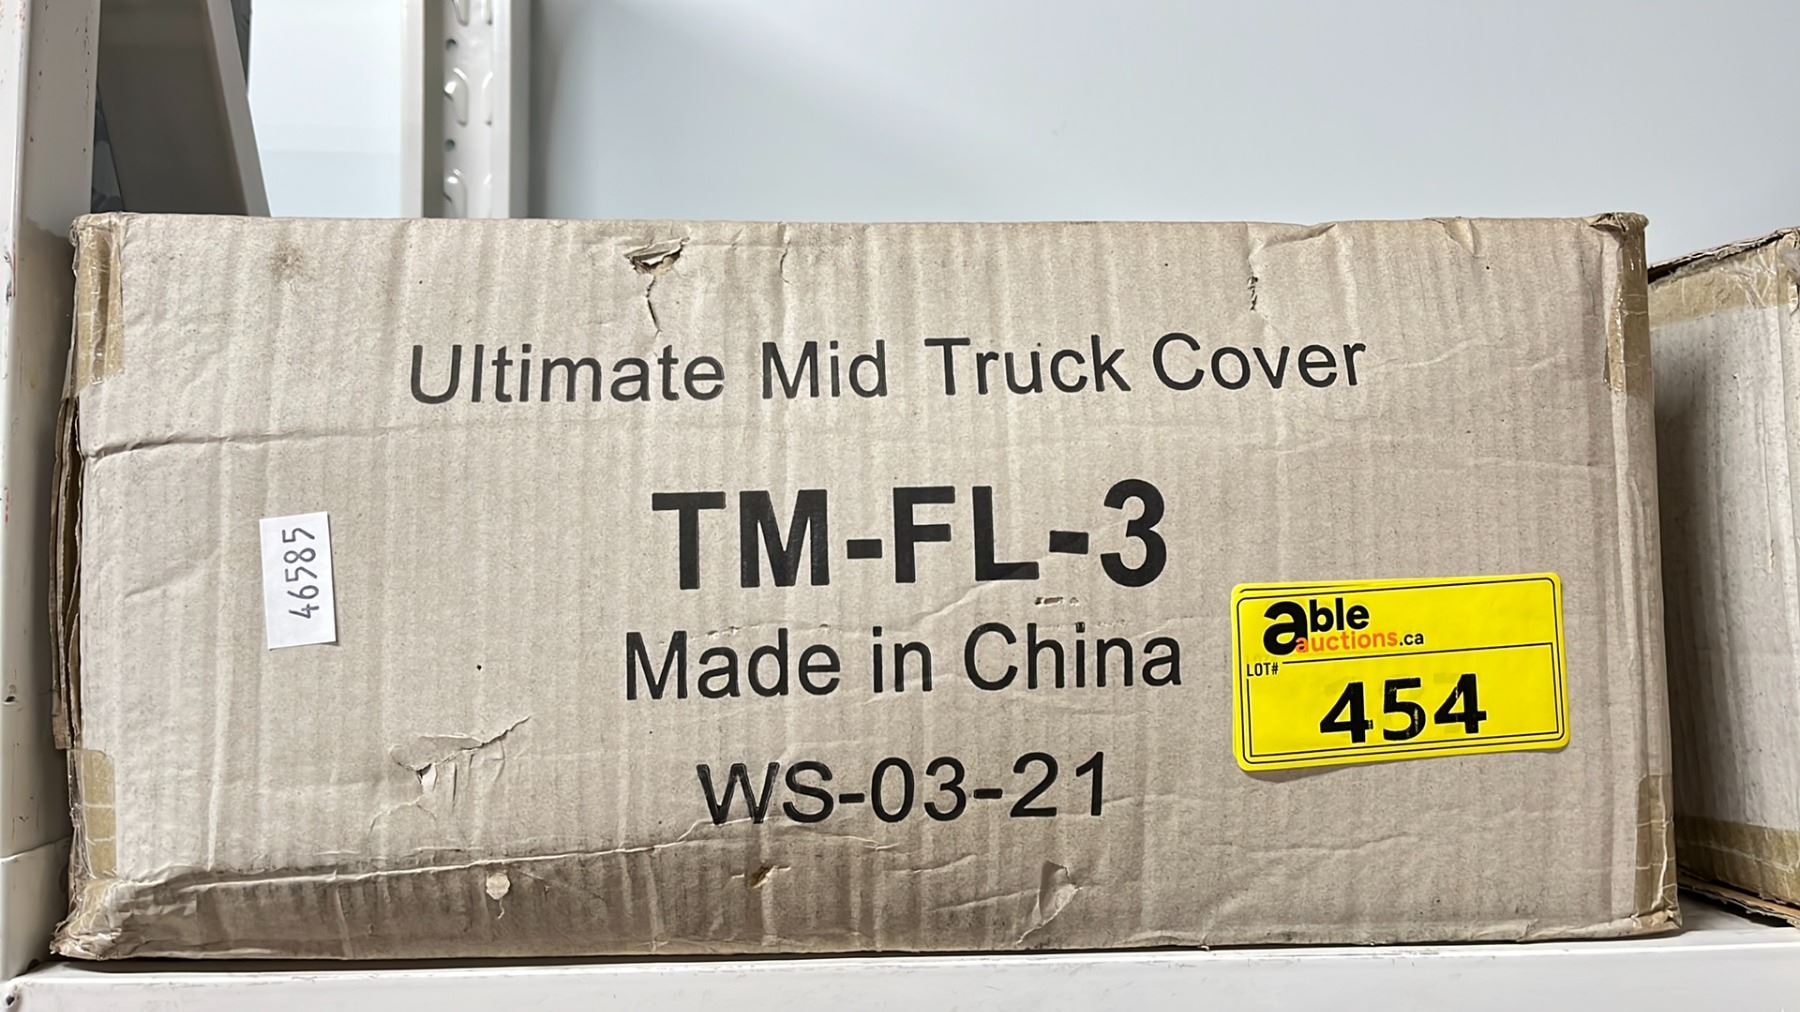 Ultimate Mid Truck Cover
TM-FL-3
Made in China
WS-03-21
46585
able
auctions.ca
LOT#
454